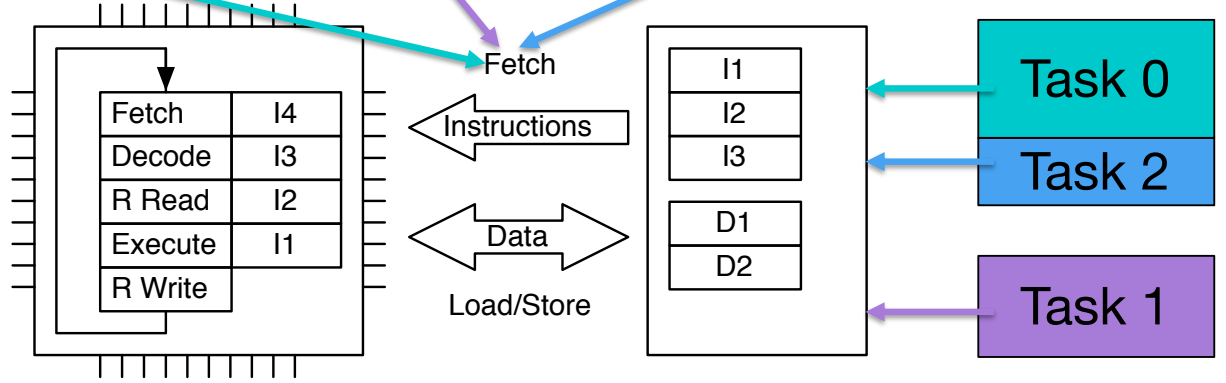 Fetch
Fetch I4
Decode I3
R Read I2
Execute I1
R Write
Instructions
Data
Load/Store
I1
I2
I3
D1
D2
Task 0
Task 2
Task 1